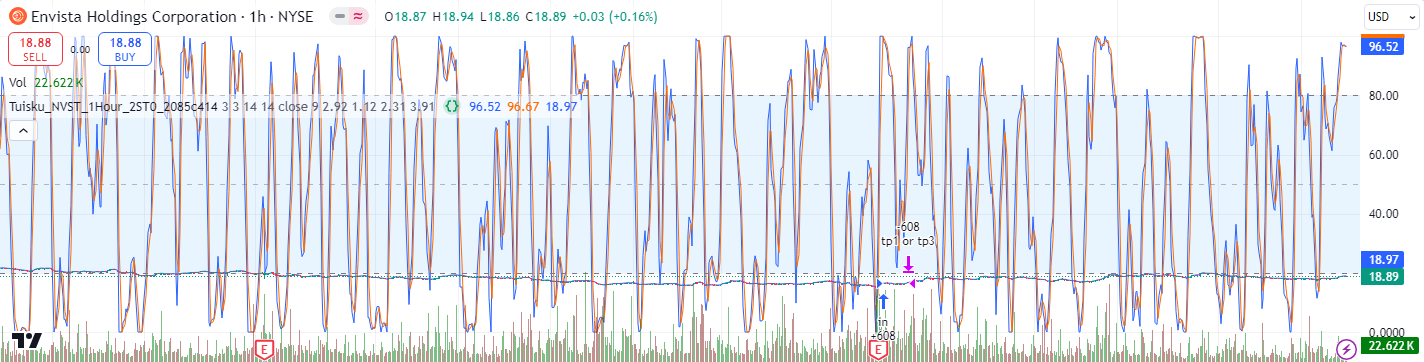 Envista Holdings Corporation · 1h · NYSE O18.87 H18.94 L18.86 C18.89 +0.03 (+0.16%)
USD
18.88 SELL
0.00
18.88 BUY
96.52
Vol 22.622K
80.00
Tuisku_NVST_1Hour_2ST0_2085c414 3 3 14 14 close 9 2.92 1.12 2.31 3.91 {} 96.52 96.67 18.97
60.00
40.00
-608
tp1 or tp3
18.97
18.89
in
+608
0.0000
E
E
22.622K